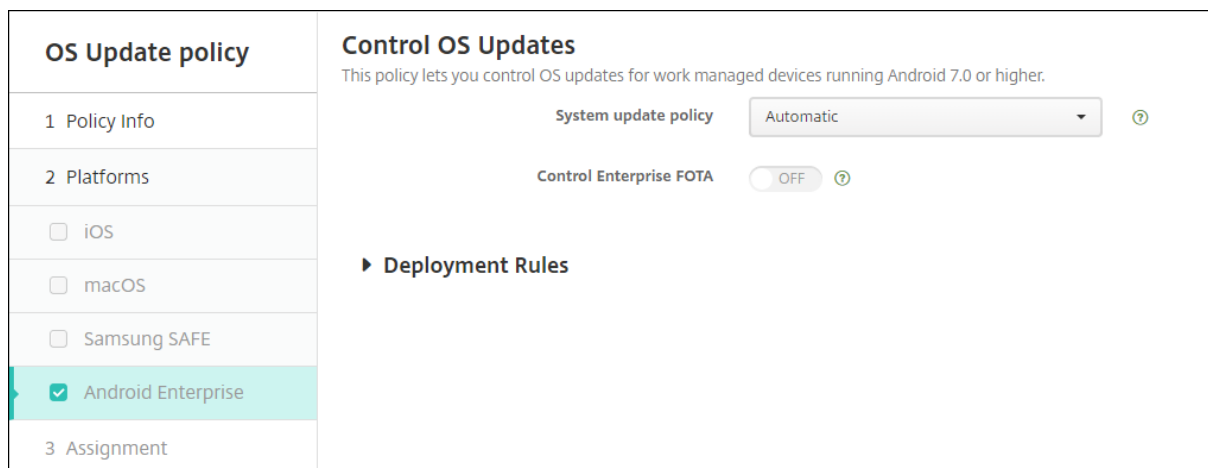 OS Update policy
1 Policy Info
2 Platforms
iOS
macOS
Samsung SAFE
Android Enterprise
3 Assignment
Control OS Updates
This policy lets you control OS updates for work managed devices running Android 7.0 or higher.
System update policy
Automatic
?
Control Enterprise FOTA
OFF
?
Deployment Rules